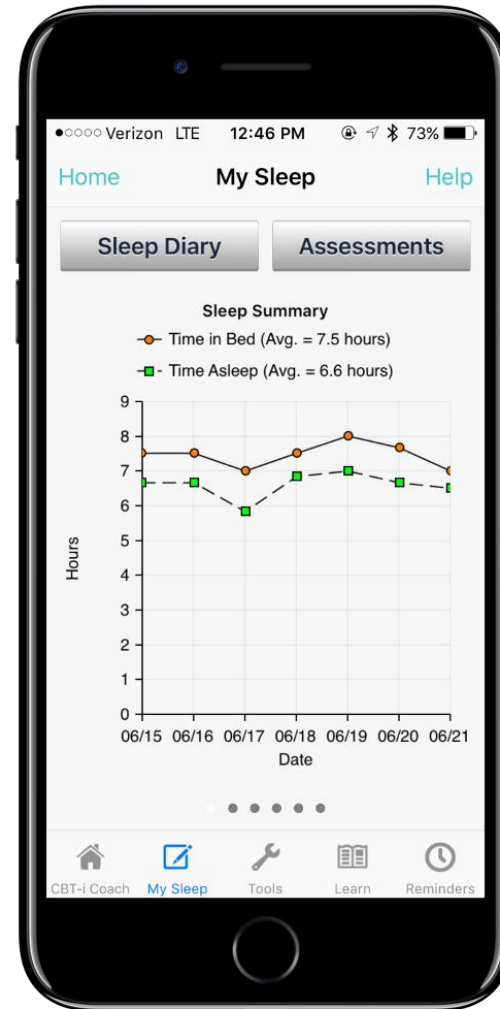 Verizon LTE 12:46 PM 73%
Home My Sleep Help
Sleep Diary Assessments
Sleep Summary
Time in Bed (Avg. = 7.5 hours)
Time Asleep (Avg. = 6.6 hours)
9
8
7
6
5
4
3
2
1
0
Hours
06/15 06/16 06/17 06/18 06/19 06/20 06/21
Date
CBT-i Coach My Sleep Tools Learn Reminders